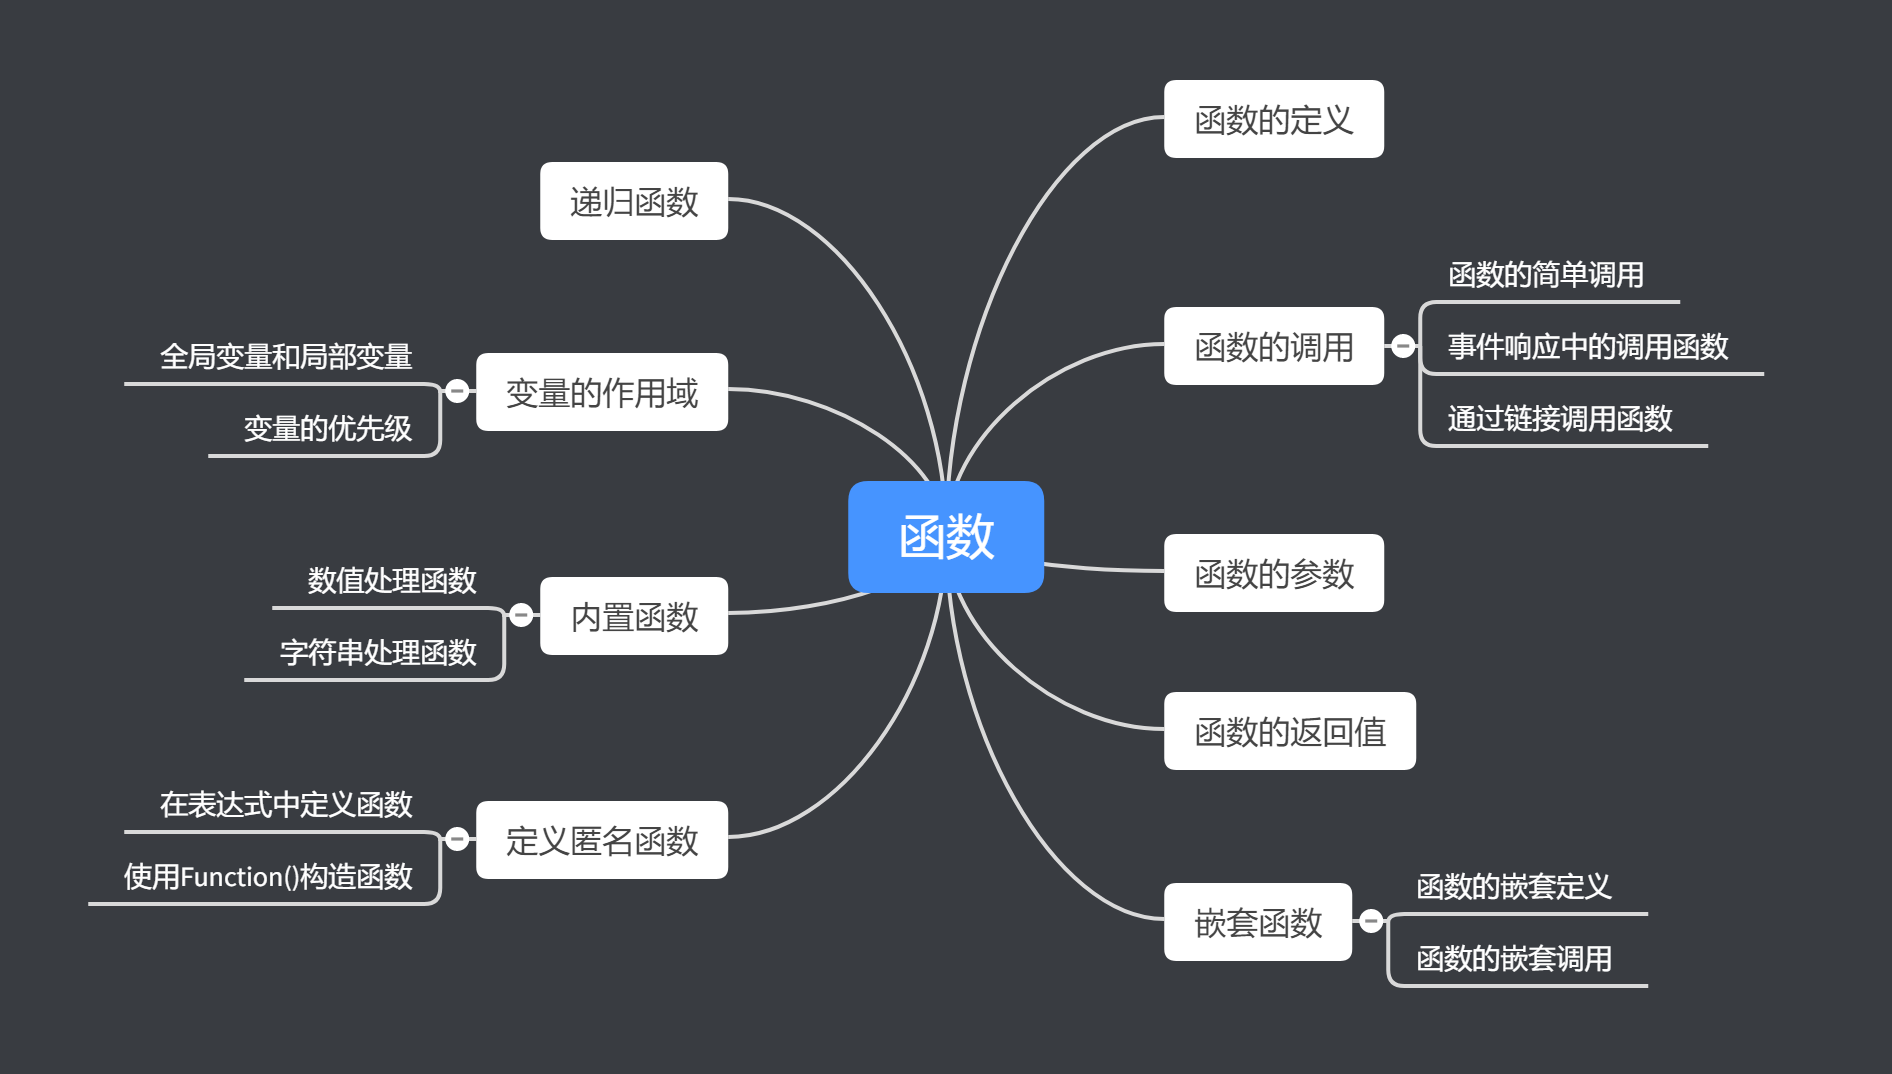 函数
函数的定义
函数的调用
函数的简单调用
事件响应中的调用函数
通过链接调用函数
函数的参数
函数的返回值
嵌套函数
函数的嵌套定义
函数的嵌套调用
递归函数
变量的作用域
全局变量和局部变量
变量的优先级
内置函数
数值处理函数
字符串处理函数
定义匿名函数
在表达式中定义函数
使用Function()构造函数